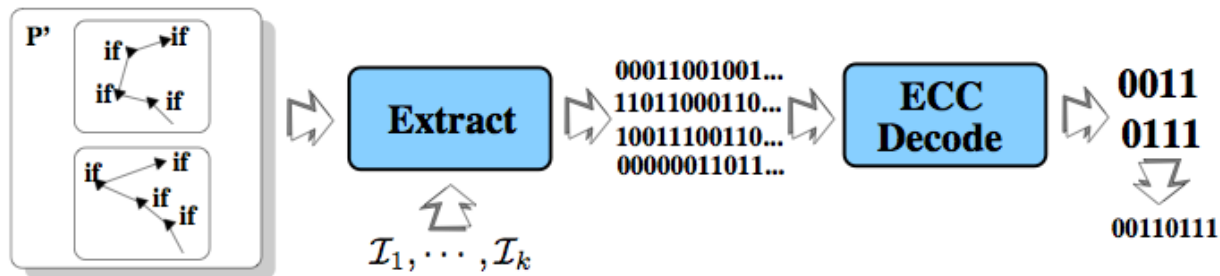 P’
if
if
if
if
if
if
if
if
Extract
I₁, ⋯ , Iₖ
00011001001...
11011000110...
10011100110...
00000011011...
ECC
Decode
0011
0111
00110111